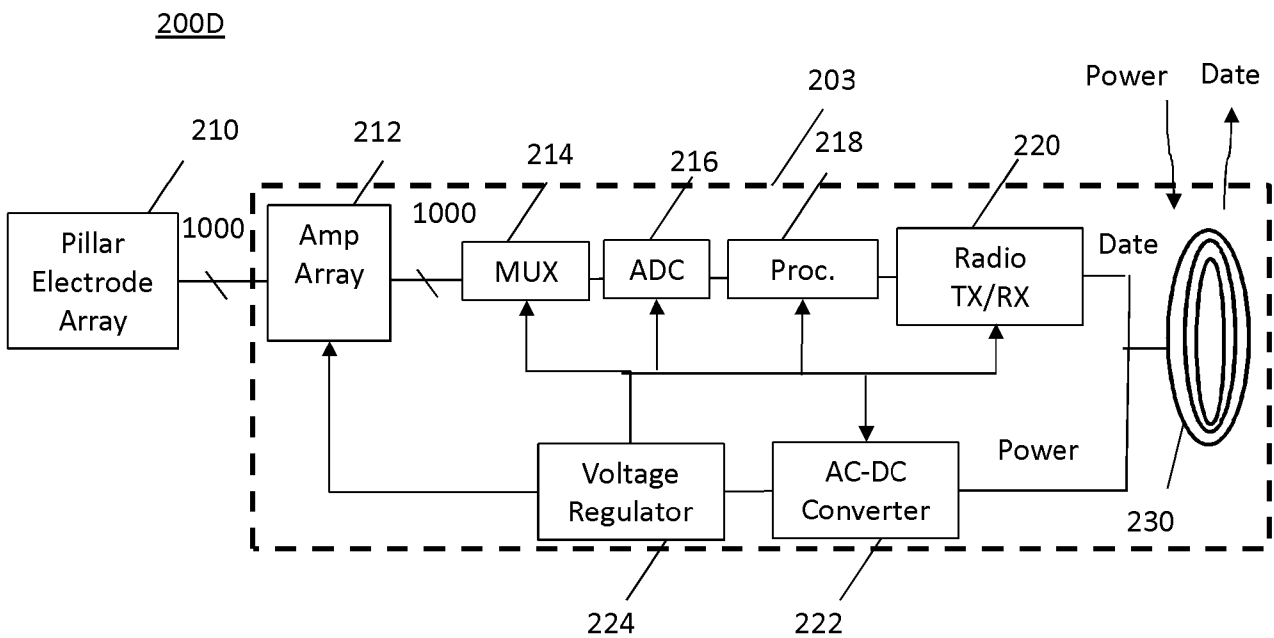 200D
Power
Date
203
210
212
214
216
218
220
1000
1000
Pillar
Electrode
Array
Amp
Array
MUX
ADC
Proc.
Radio
TX/RX
Date
Voltage
Regulator
AC-DC
Converter
Power
230
224
222